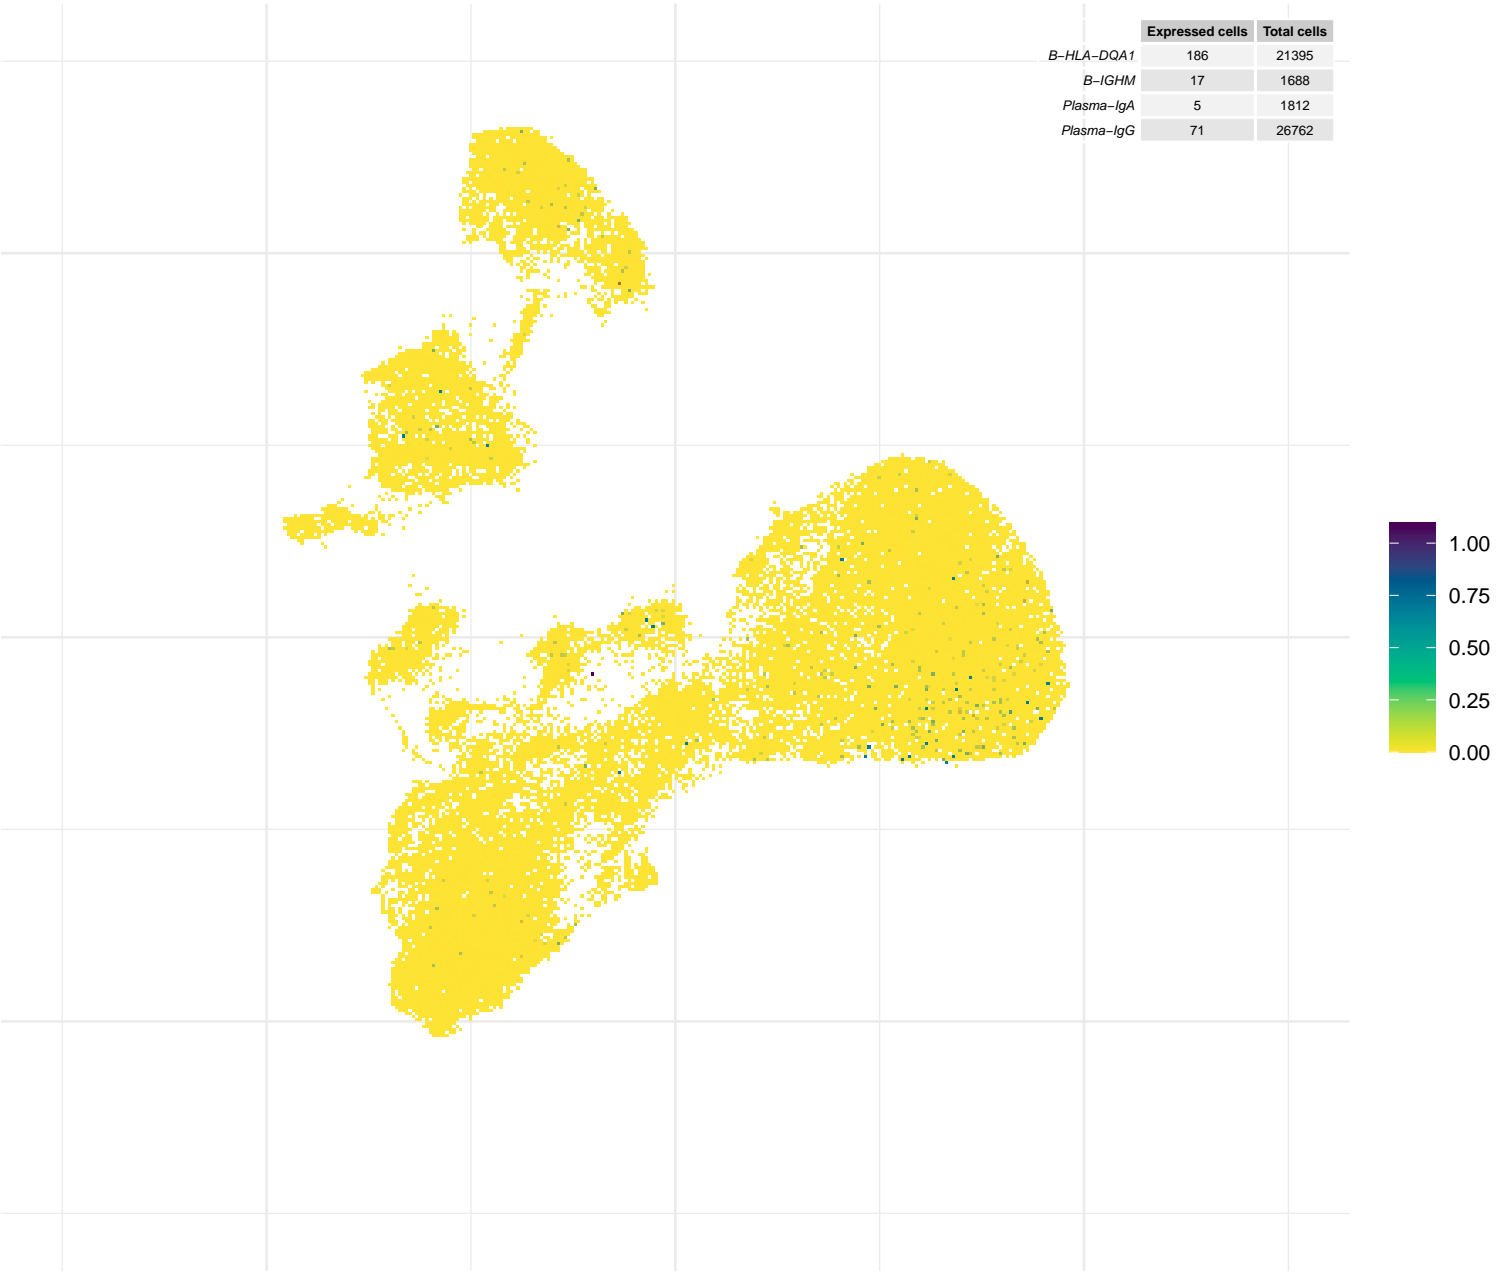 Expressed cells Total cells
B−HLA−DQA1 186 21395
B−IGHM 17 1688
Plasma−IgA 5 1812
Plasma−IgG 71 26762
1.00
0.75
0.50
0.25
0.00